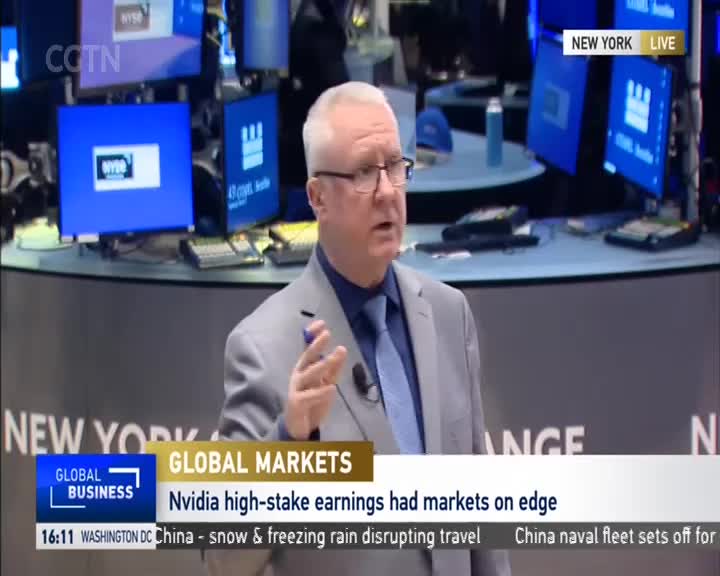 CGTN
NEW YORK LIVE
NYSE
NYSE
NEW YORK S
ANGE
N
GLOBAL MARKETS
GLOBAL
BUSINESS
Nvidia high-stake earnings had markets on edge
16:11 WASHINGTON DC
China - snow & freezing rain disrupting travel China naval fleet sets off for